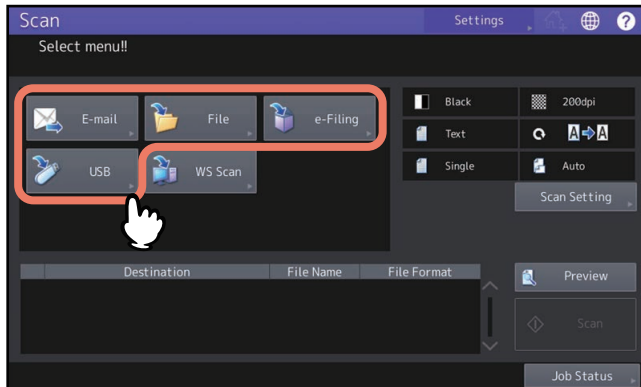 Scan Settings ?
Select menu!!
E-mail File e-Filing
USB WS Scan
Black 200dpi
Text A A
Single Auto
Scan Setting
Destination File Name File Format
Preview
Scan
Job Status